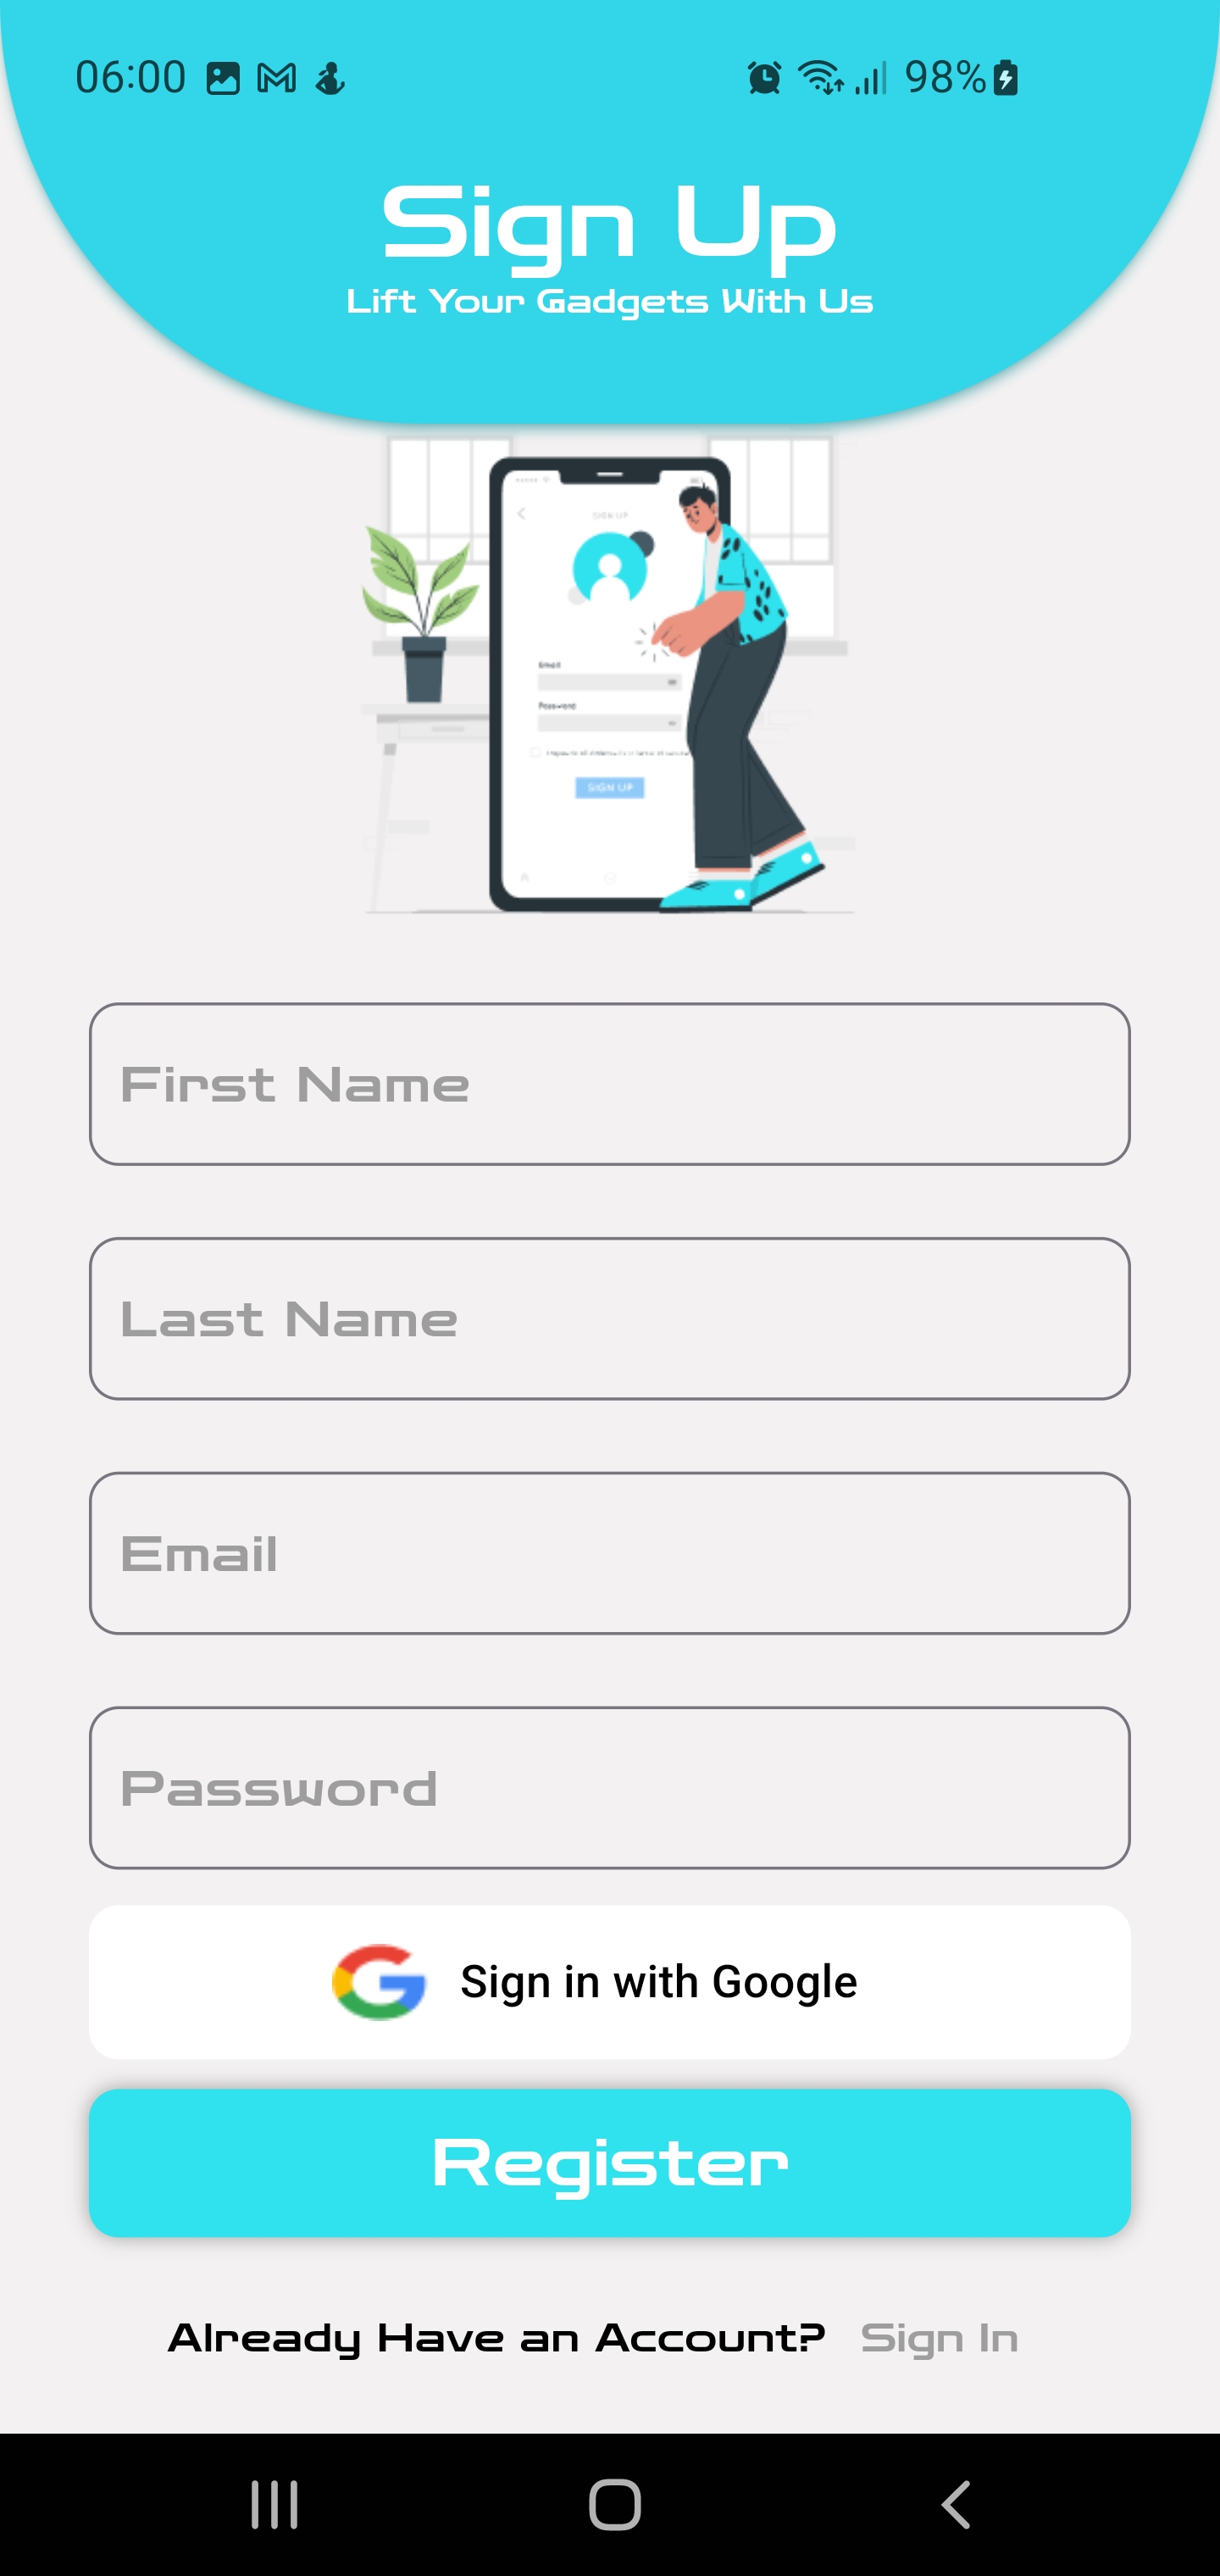 06:00
98%
Sign Up
Lift Your Gadgets With Us
SIGN UP
Email
Password
SIGN UP
First Name
Last Name
Email
Password
Sign in with Google
Register
Already Have an Account? Sign In